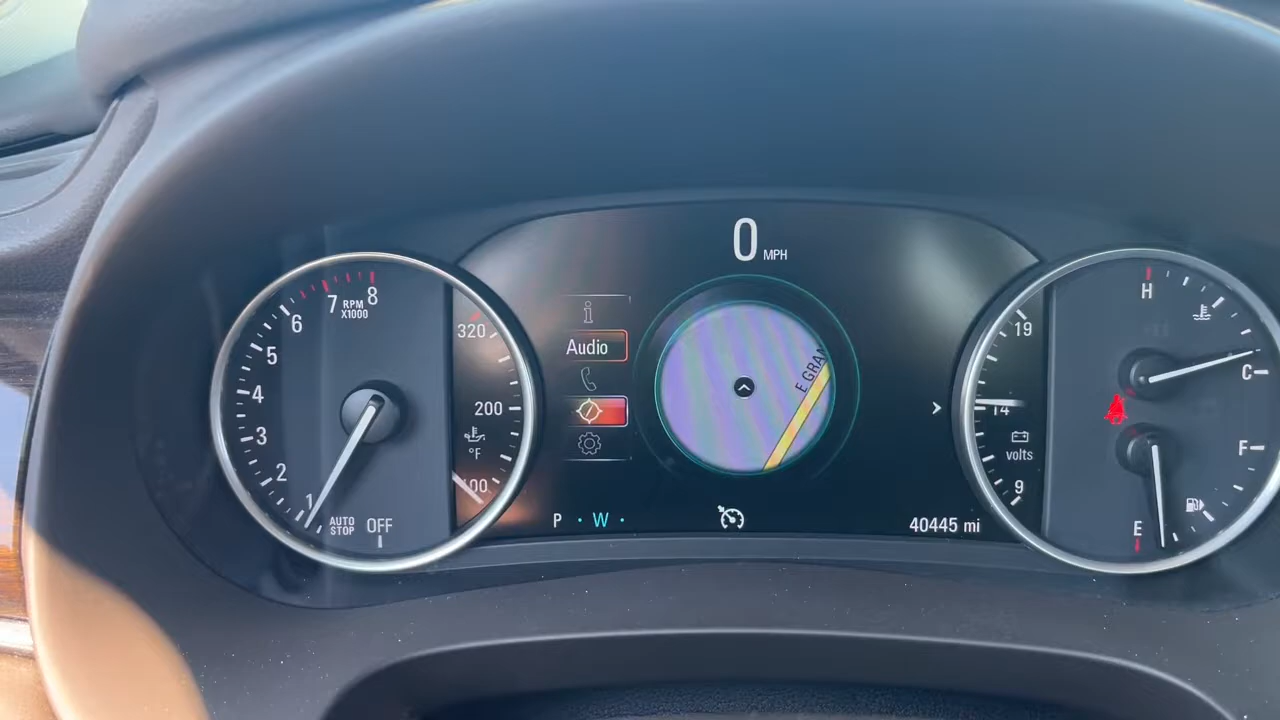 0 MPH
8
7 RPM X1000
6
5
4
3
2
1
AUTO STOP
OFF
320
200
°F
100
i
Audio
E GRAN
P · W ·
40445 mi
19
14
volts
9
H
C
F
E